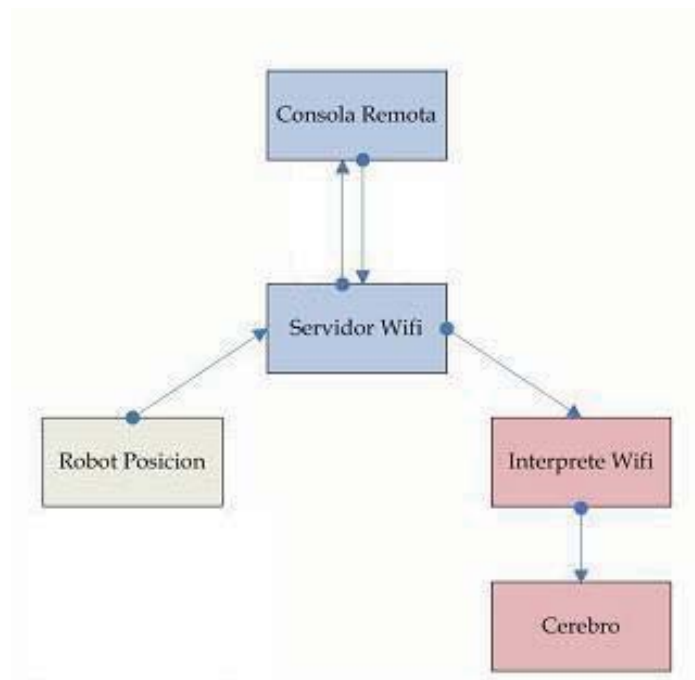 Consola Remota
Servidor Wifi
Robot Posicion
Interprete Wifi
Cerebro